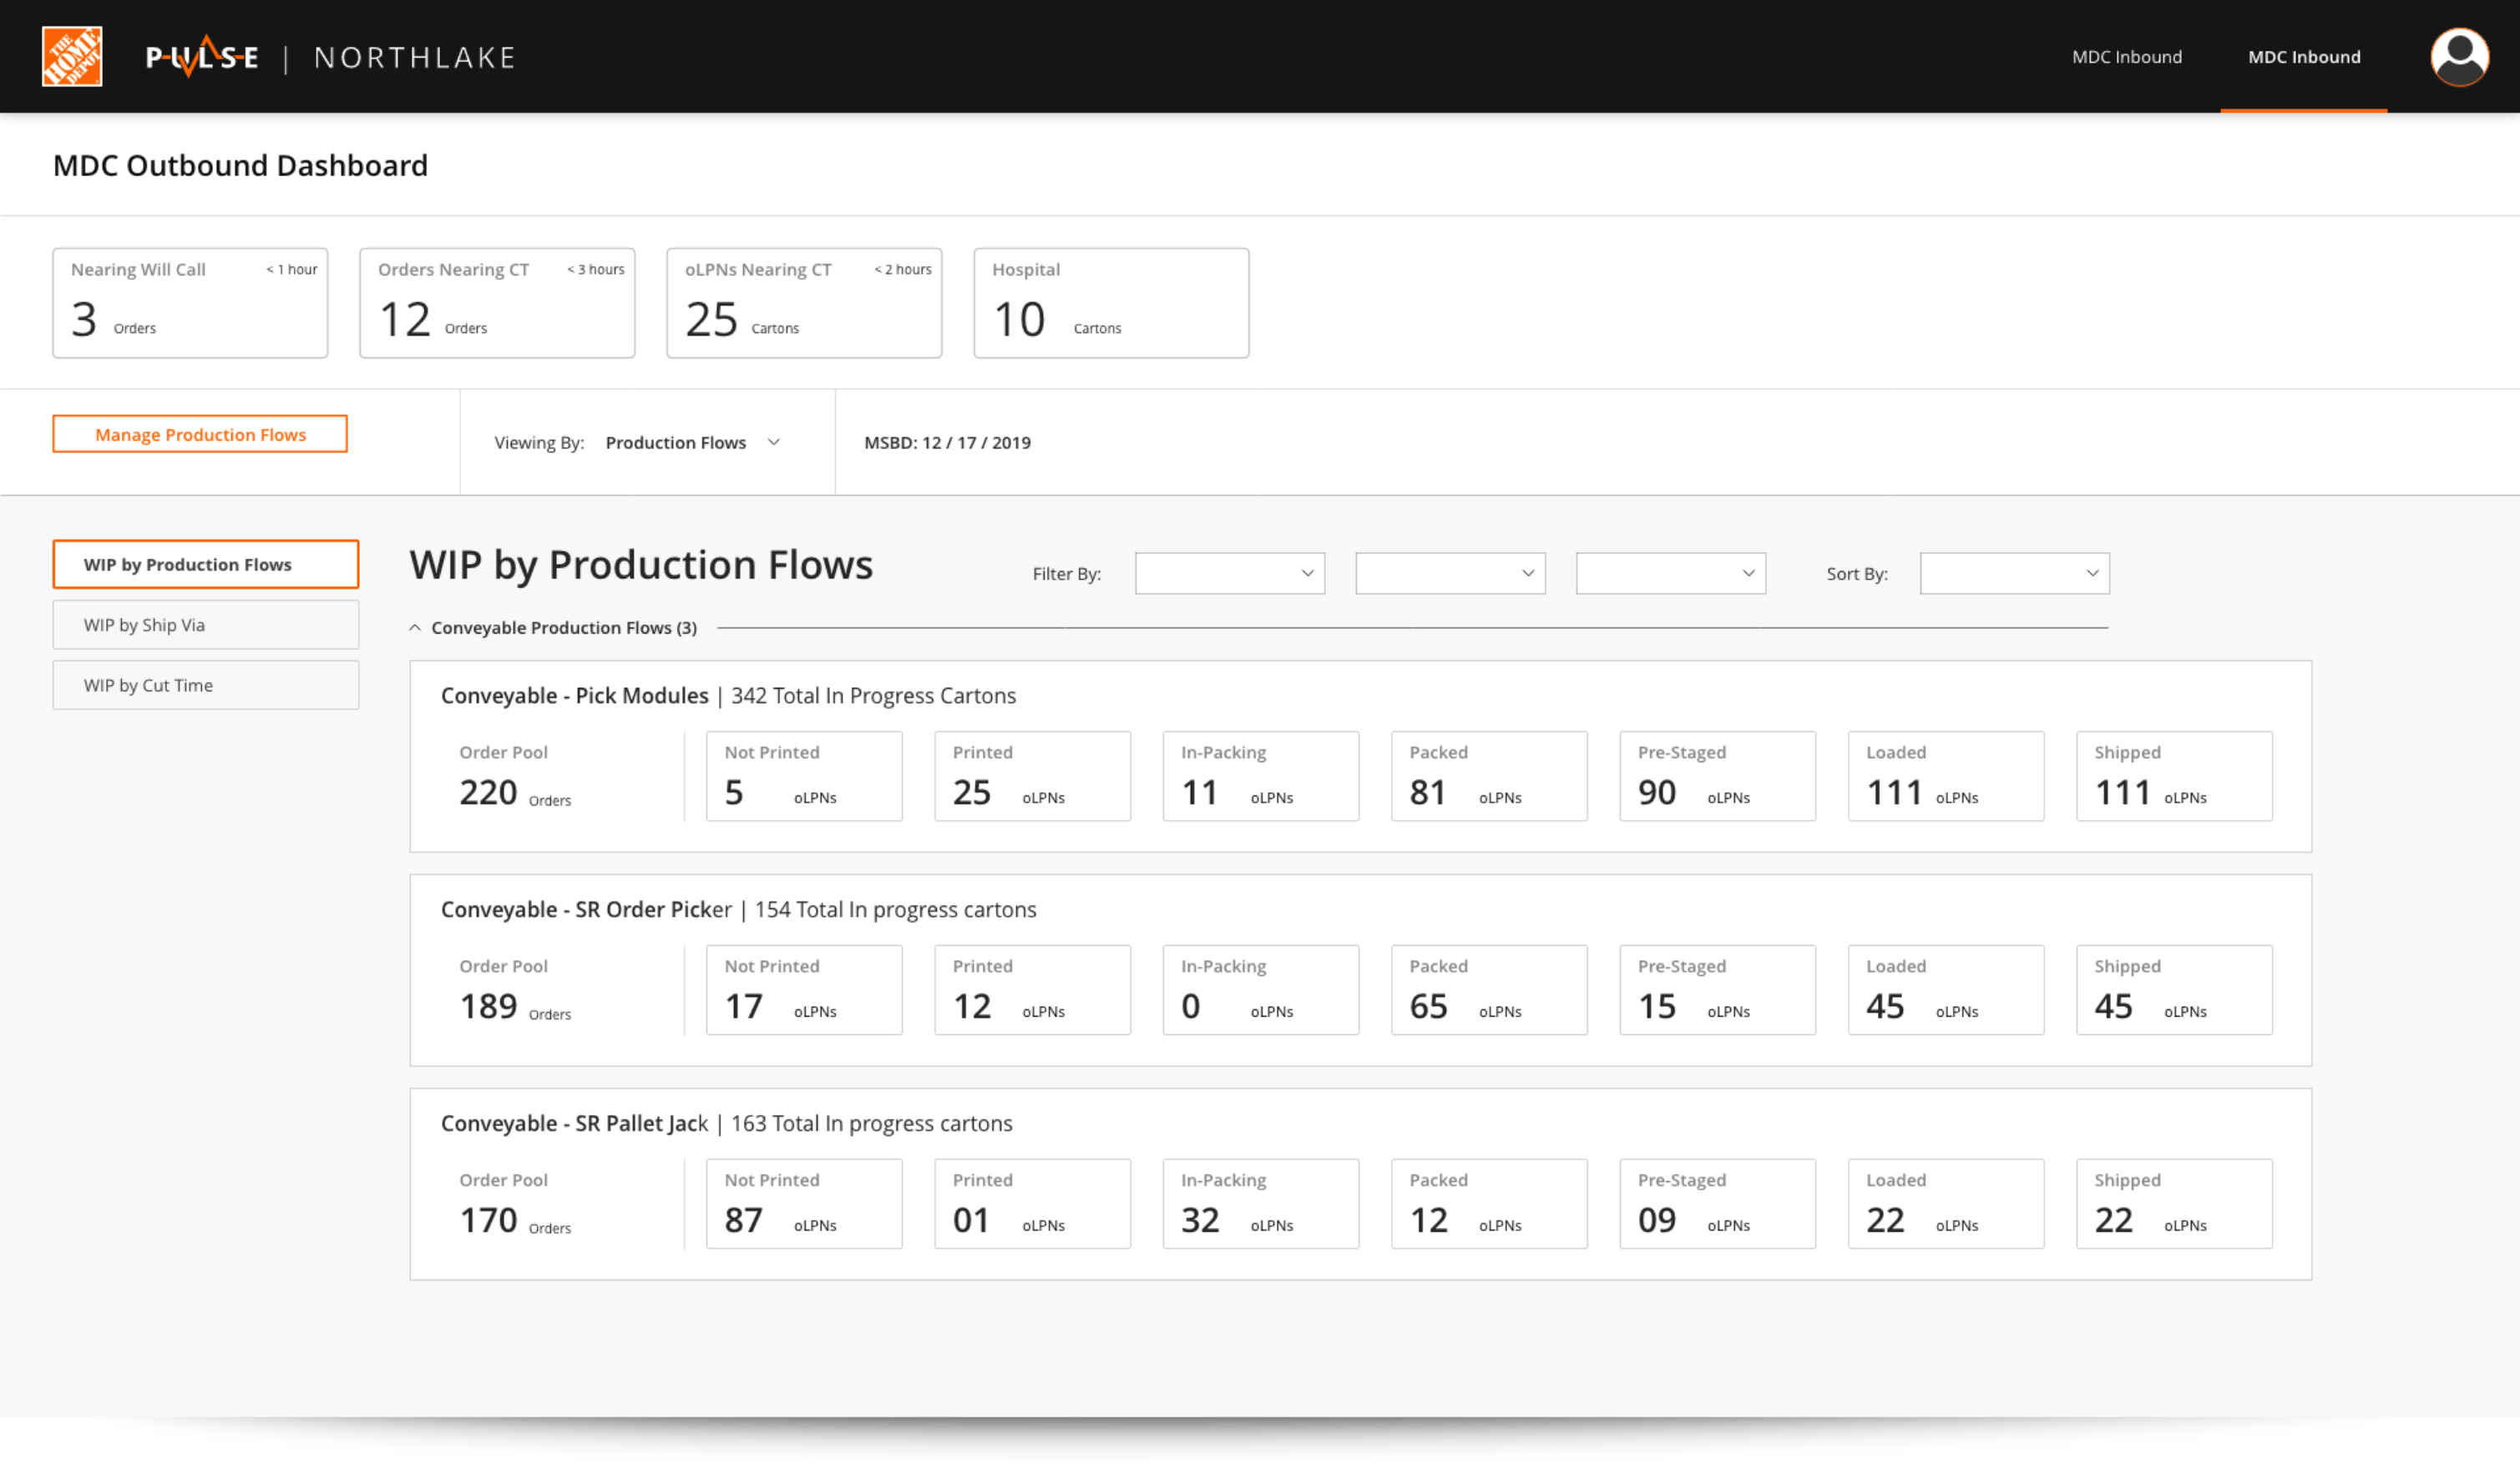 THE HOME DEPOT
PULSE | NORTHLAKE
MDC Inbound
MDC Inbound
MDC Outbound Dashboard
Nearing Will Call < 1 hour
3 Orders
Orders Nearing CT < 3 hours
12 Orders
oLPNs Nearing CT < 2 hours
25 Cartons
Hospital
10 Cartons
Manage Production Flows
Viewing By: Production Flows
MSBD: 12 / 17 / 2019
WIP by Production Flows
WIP by Ship Via
WIP by Cut Time
WIP by Production Flows
Filter By:
Sort By:
Conveyable Production Flows (3)
Conveyable - Pick Modules | 342 Total In Progress Cartons
Order Pool
220 Orders
Not Printed
5 oLPNs
Printed
25 oLPNs
In-Packing
11 oLPNs
Packed
81 oLPNs
Pre-Staged
90 oLPNs
Loaded
111 oLPNs
Shipped
111 oLPNs
Conveyable - SR Order Picker | 154 Total In progress cartons
Order Pool
189 Orders
Not Printed
17 oLPNs
Printed
12 oLPNs
In-Packing
0 oLPNs
Packed
65 oLPNs
Pre-Staged
15 oLPNs
Loaded
45 oLPNs
Shipped
45 oLPNs
Conveyable - SR Pallet Jack | 163 Total In progress cartons
Order Pool
170 Orders
Not Printed
87 oLPNs
Printed
01 oLPNs
In-Packing
32 oLPNs
Packed
12 oLPNs
Pre-Staged
09 oLPNs
Loaded
22 oLPNs
Shipped
22 oLPNs